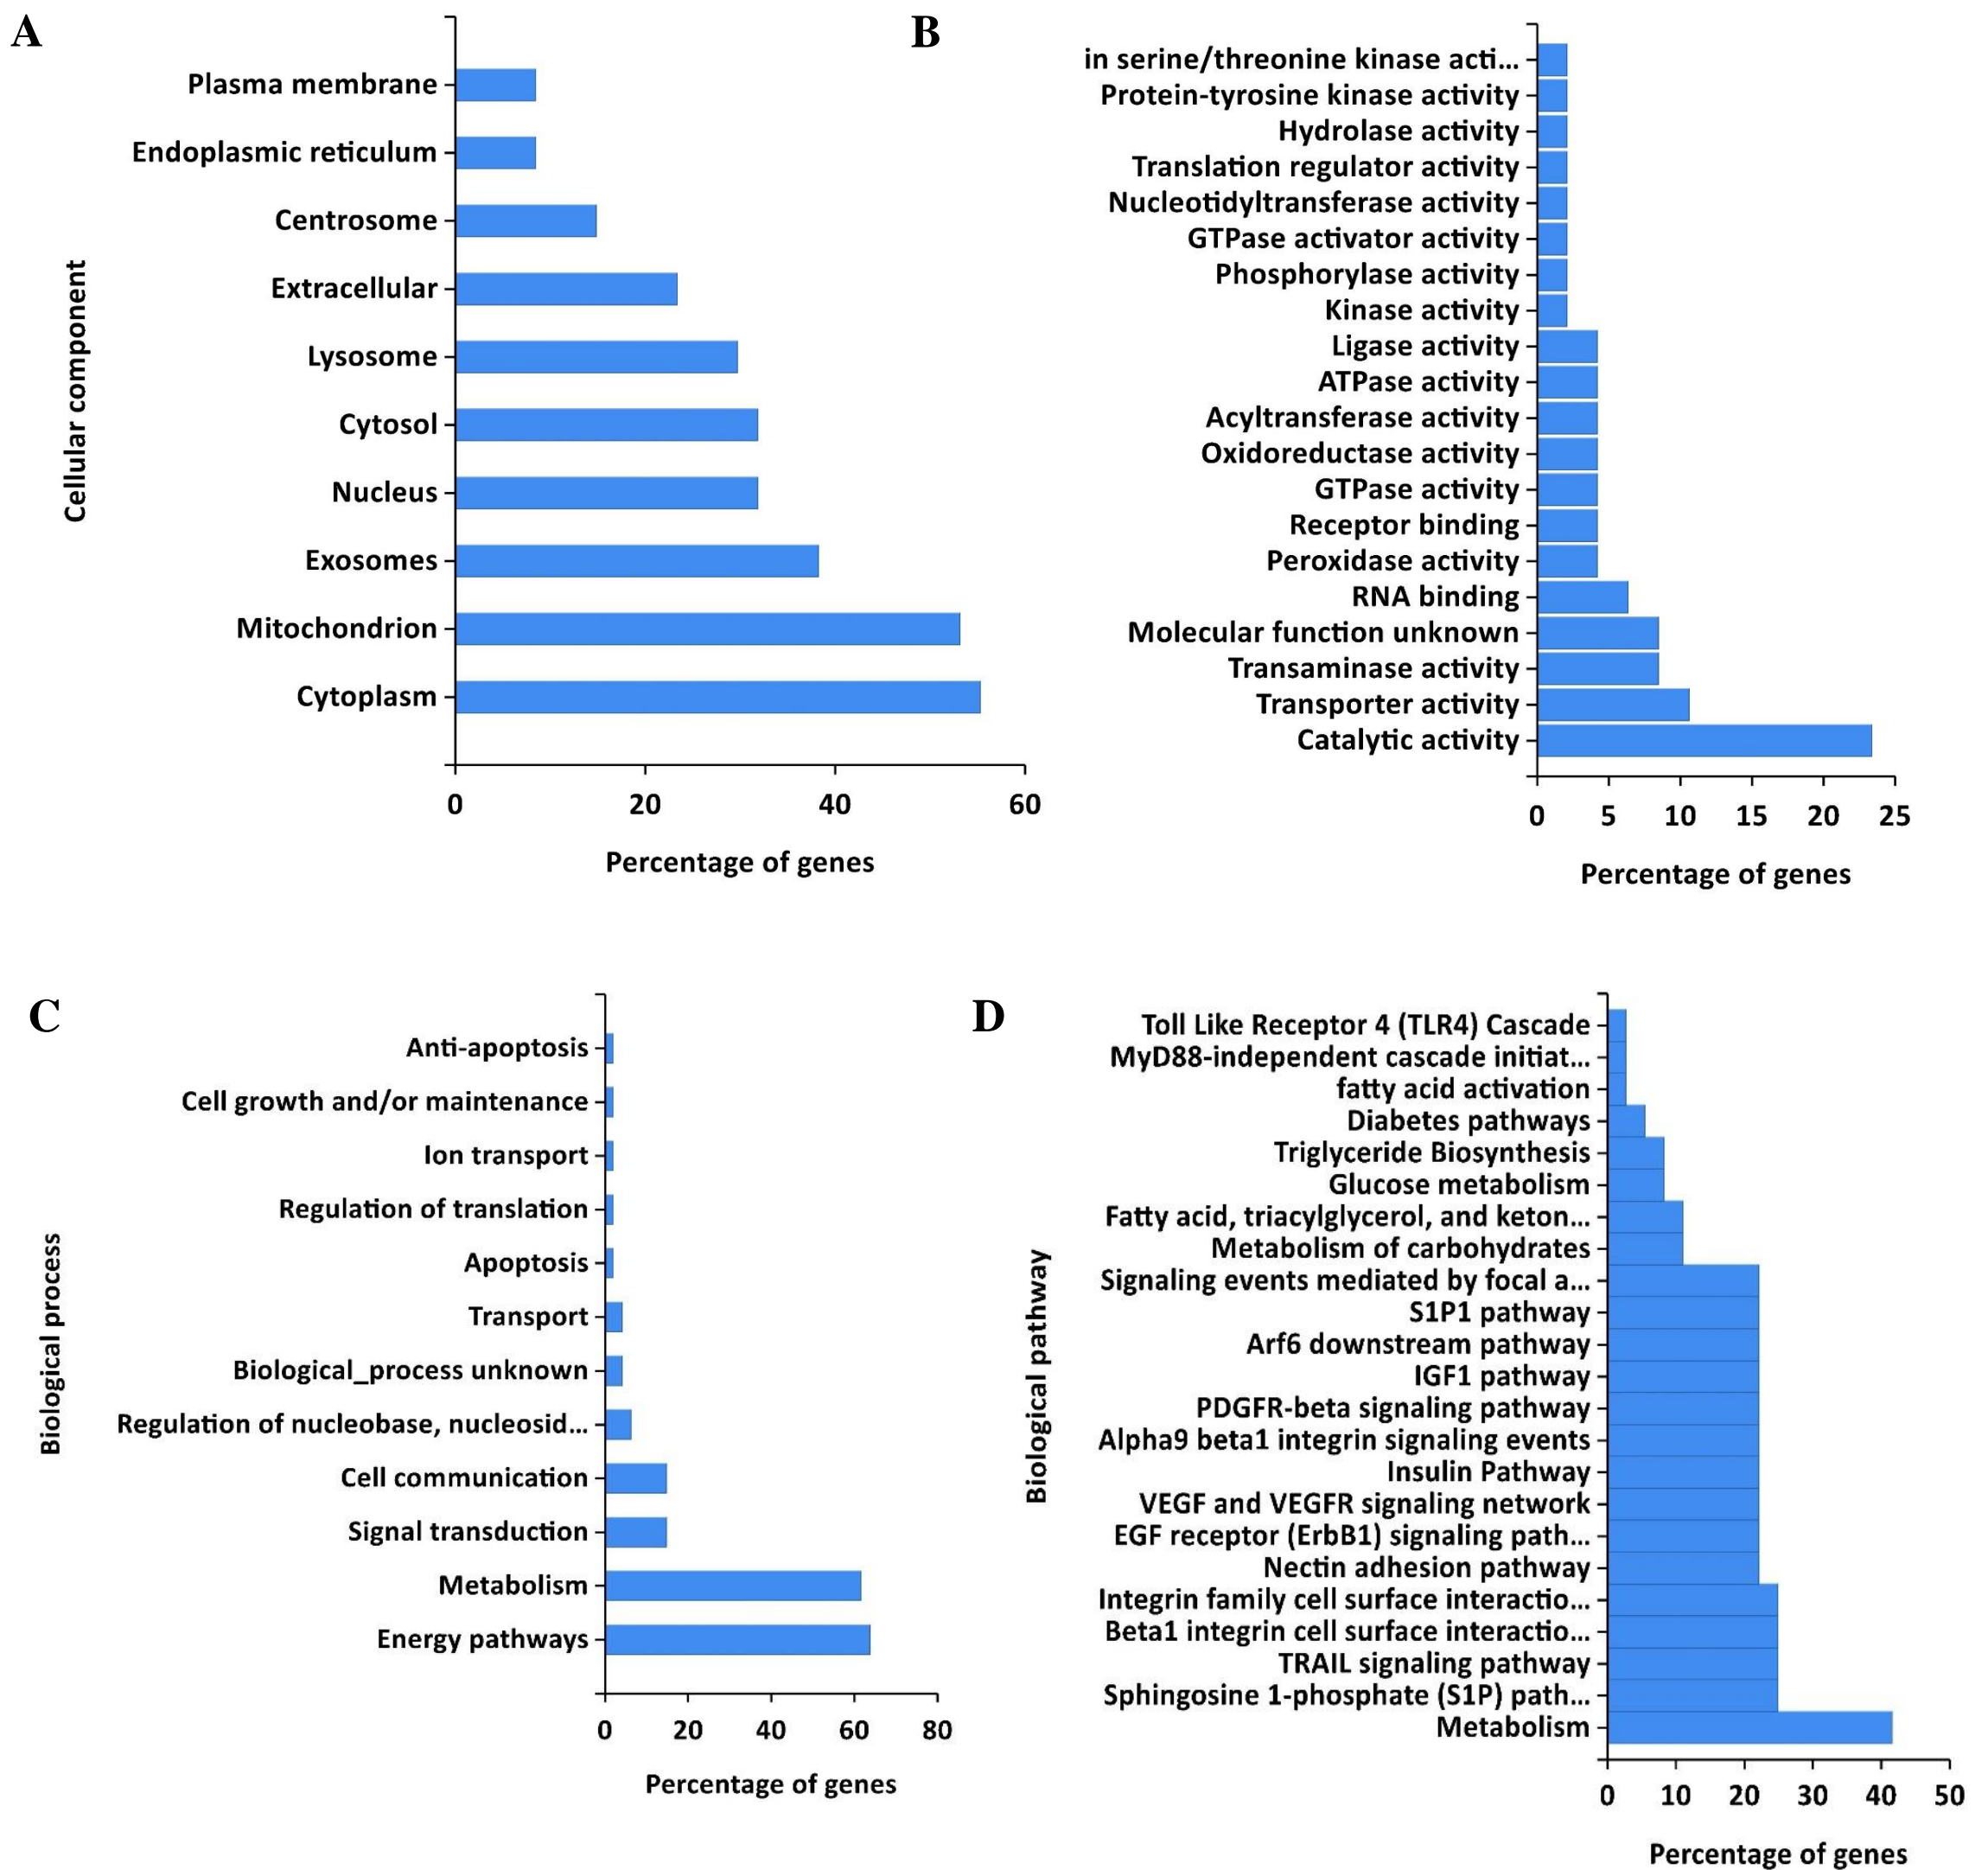 A
Plasma membrane
Endoplasmic reticulum
Centrosome
Extracellular
Lysosome
Cytosol
Nucleus
Exosomes
Mitochondrion
Cytoplasm
Cellular component
0 20 40 60
Percentage of genes
B
in serine/threonine kinase acti...
Protein-tyrosine kinase activity
Hydrolase activity
Translation regulator activity
Nucleotidyltransferase activity
GTPase activator activity
Phosphorylase activity
Kinase activity
Ligase activity
ATPase activity
Acyltransferase activity
Oxidoreductase activity
GTPase activity
Receptor binding
Peroxidase activity
RNA binding
Molecular function unknown
Transaminase activity
Transporter activity
Catalytic activity
0 5 10 15 20 25
Percentage of genes
C
Anti-apoptosis
Cell growth and/or maintenance
Ion transport
Regulation of translation
Apoptosis
Transport
Biological_process unknown
Regulation of nucleobase, nucleosid...
Cell communication
Signal transduction
Metabolism
Energy pathways
Biological process
0 20 40 60 80
Percentage of genes
D
Toll Like Receptor 4 (TLR4) Cascade
MyD88-independent cascade initiat...
fatty acid activation
Diabetes pathways
Triglyceride Biosynthesis
Glucose metabolism
Fatty acid, triacylglycerol, and keton...
Metabolism of carbohydrates
Signaling events mediated by focal a...
S1P1 pathway
Arf6 downstream pathway
IGF1 pathway
PDGFR-beta signaling pathway
Alpha9 beta1 integrin signaling events
Insulin Pathway
VEGF and VEGFR signaling network
EGF receptor (ErbB1) signaling path...
Nectin adhesion pathway
Integrin family cell surface interactio...
Beta1 integrin cell surface interactio...
TRAIL signaling pathway
Sphingosine 1-phosphate (S1P) path...
Metabolism
Biological pathway
0 10 20 30 40 50
Percentage of genes